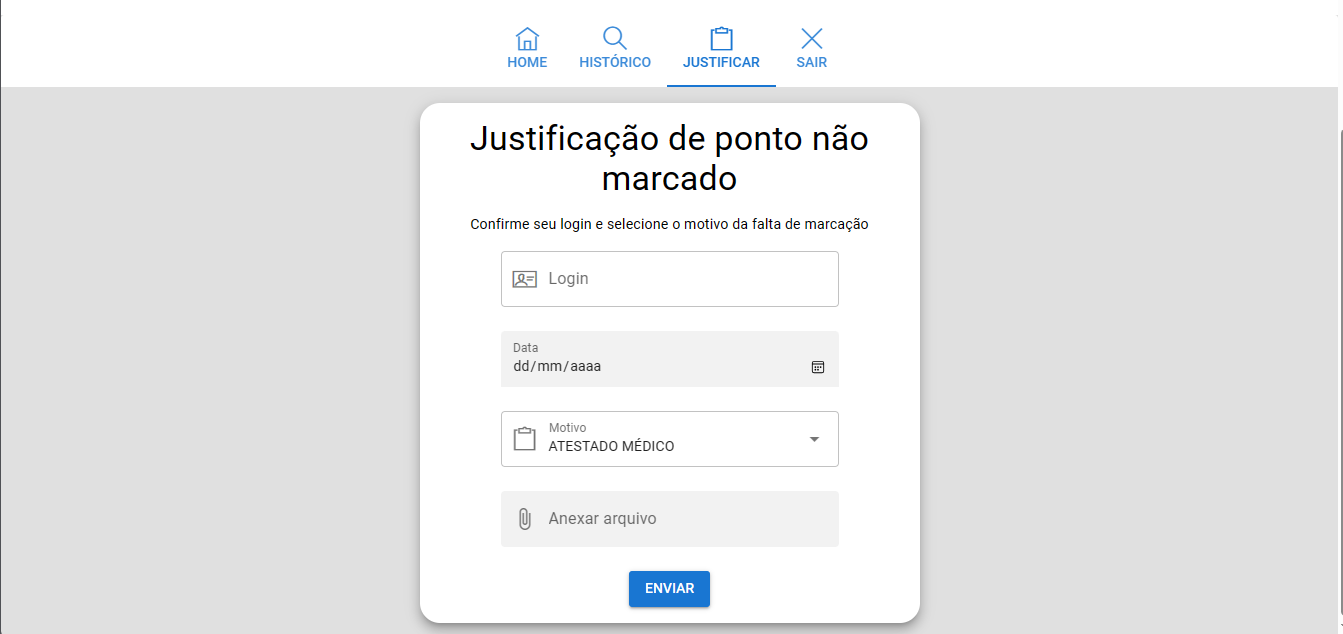 HOME
HISTÓRICO
JUSTIFICAR
SAIR
Justificação de ponto não
marcado
Confirme seu login e selecione o motivo da falta de marcação
Login
Data
dd/mm/aaaa
Motivo
ATESTADO MÉDICO
Anexar arquivo
ENVIAR